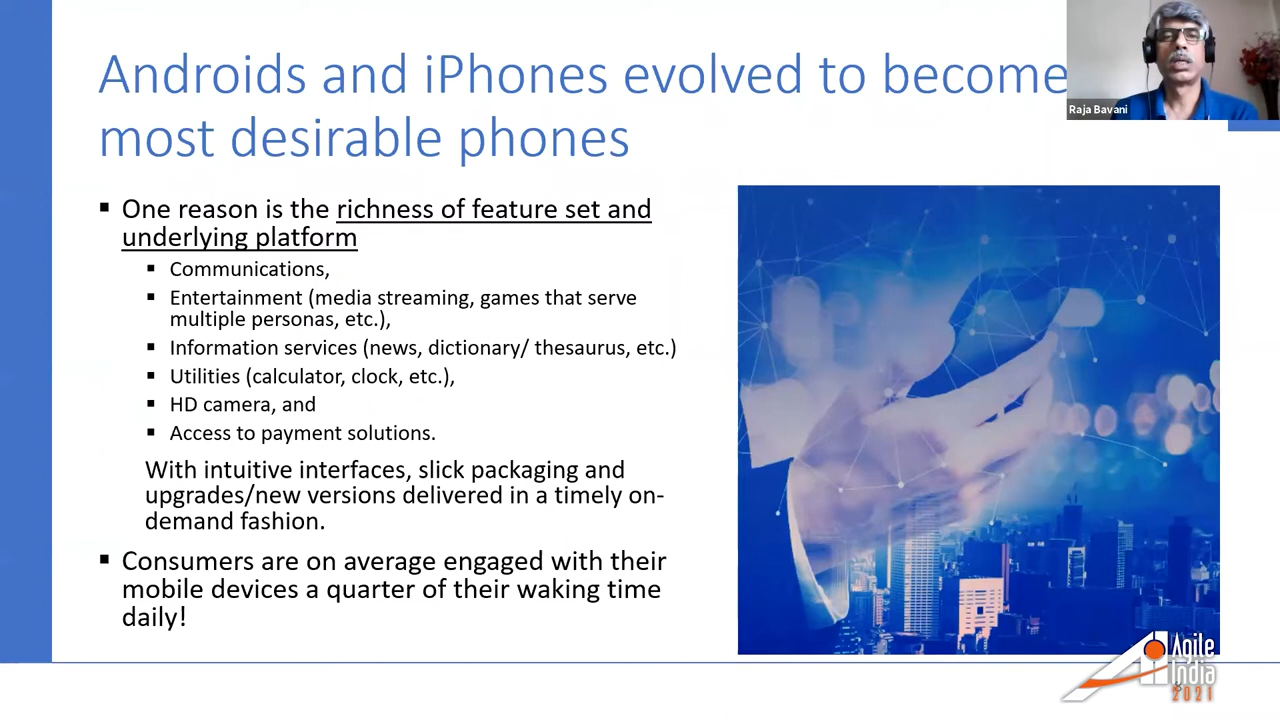 Androids and iPhones evolved to become
most desirable phones
Raja Bavani
▪ One reason is the richness of feature set and
underlying platform
▪ Communications,
▪ Entertainment (media streaming, games that serve
multiple personas, etc.),
▪ Information services (news, dictionary/ thesaurus, etc.)
▪ Utilities (calculator, clock, etc.),
▪ HD camera, and
▪ Access to payment solutions.
With intuitive interfaces, slick packaging and
upgrades/new versions delivered in a timely on-
demand fashion.
▪ Consumers are on average engaged with their
mobile devices a quarter of their waking time
daily!
Agile
India
2021